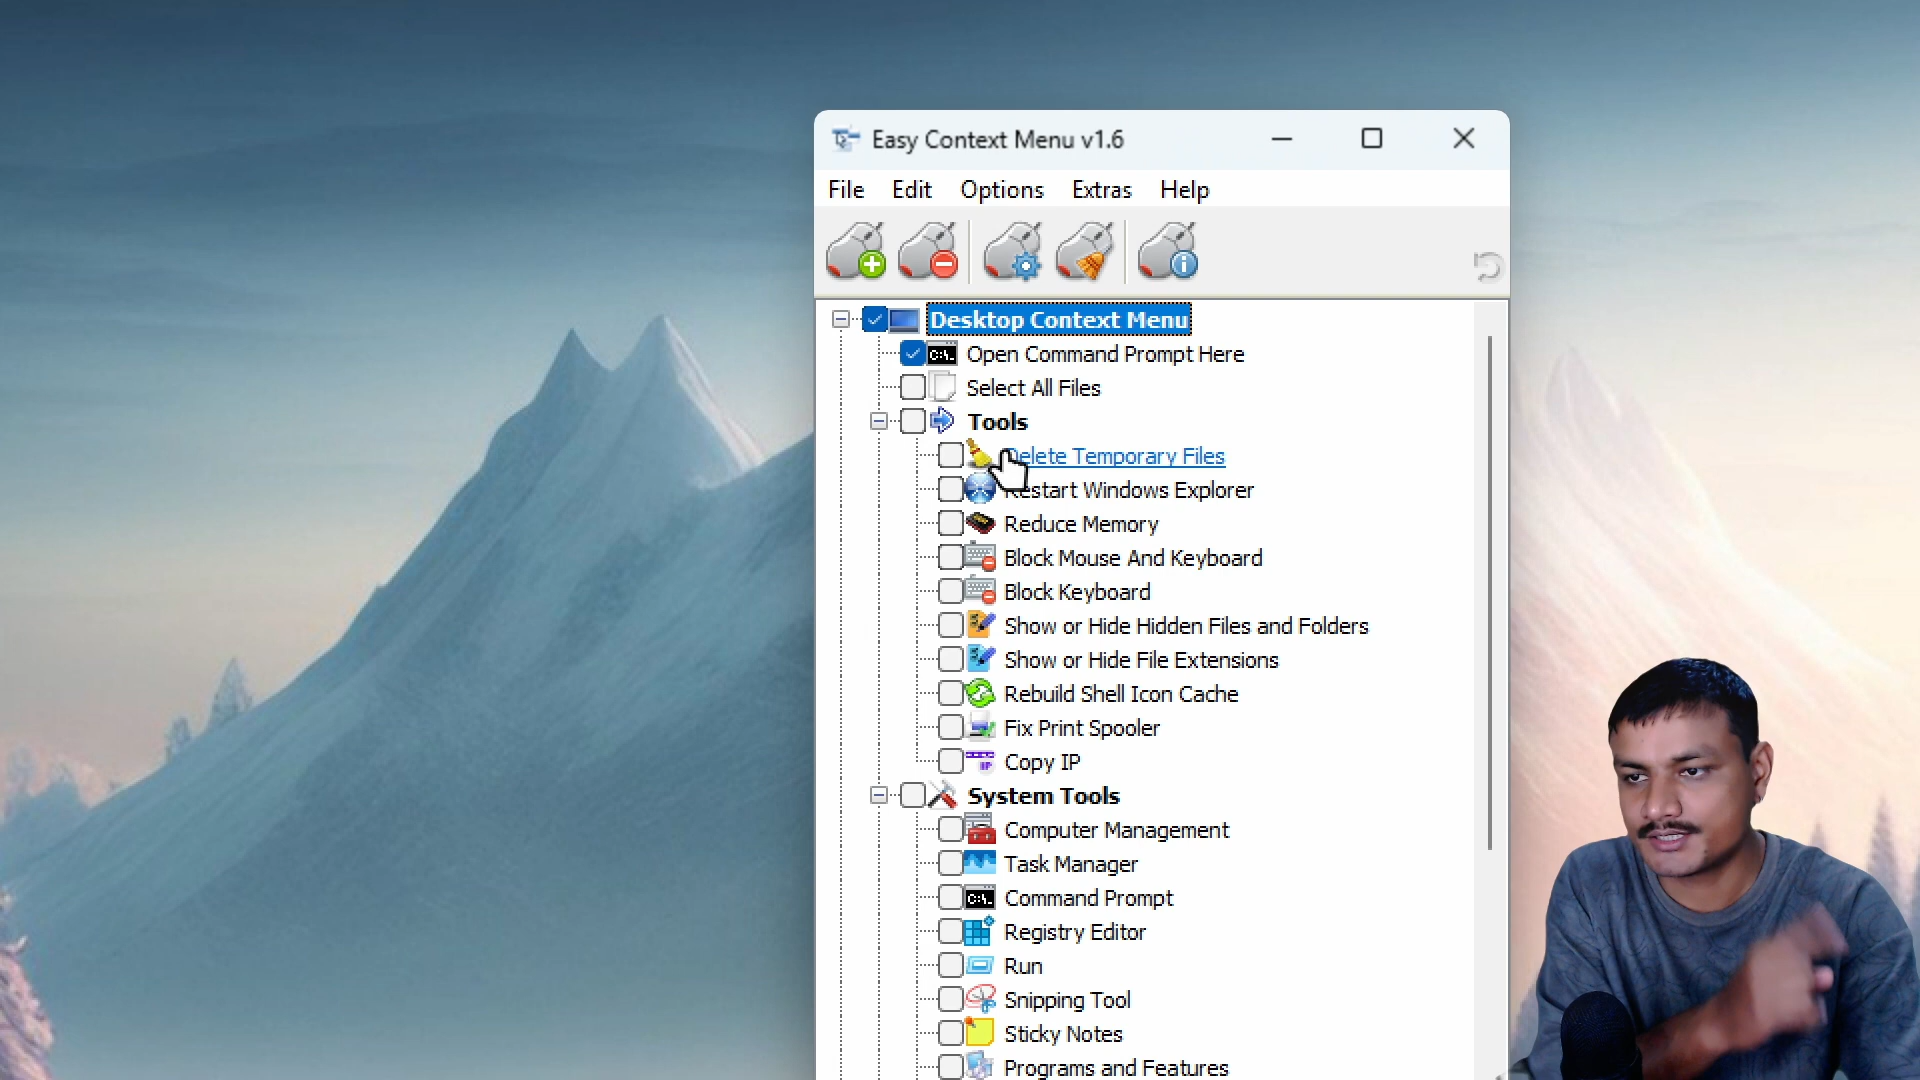 Easy Context Menu v1.6
File Edit Options Extras Help
Desktop Context Menu
C:\. Open Command Prompt Here
Select All Files
Tools
Delete Temporary Files
Restart Windows Explorer
Reduce Memory
Block Mouse And Keyboard
Block Keyboard
Show or Hide Hidden Files and Folders
Show or Hide File Extensions
Rebuild Shell Icon Cache
Fix Print Spooler
IP Copy IP
System Tools
Computer Management
Task Manager
C:\. Command Prompt
Registry Editor
Run
Snipping Tool
Sticky Notes
Programs and Features